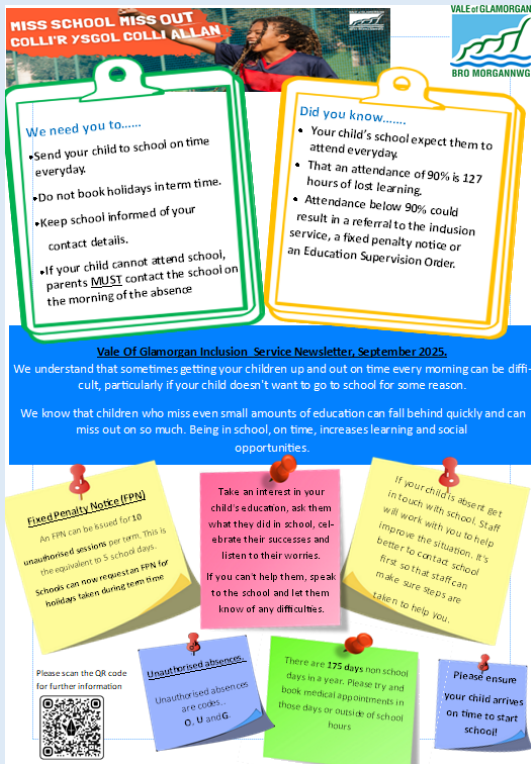 MISS SCHOOL MISS OUT
COLLI'R YSGOL COLLI ALLAN
VALE of GLAMORGAN
BRO MORGANNWG
VALE of GLAMORGAN
BRO MORGANNWG
We need you to......
•Send your child to school on time
everyday.
•Do not book holidays in term time.
•Keep school informed of your
contact details.
•If your child cannot attend school,
parents MUST contact the school on
the morning of the absence
Did you know.......
• Your child's school expect them to
attend everyday.
• That an attendance of 90% is 127
hours of lost learning.
• Attendance below 90% could
result in a referral to the inclusion
service, a fixed penalty notice or
an Education Supervision Order.
Vale Of Glamorgan Inclusion Service Newsletter, September 2025.
We understand that sometimes getting your children up and out on time every morning can be diffi-
cult, particularly if your child doesn't want to go to school for some reason.
We know that children who miss even small amounts of education can fall behind quickly and can
miss out on so much. Being in school, on time, increases learning and social
opportunities.
Fixed Penalty Notice (FPN)
An FPN can be issued for 10
unauthorised sessions per term. This is
the equivalent to 5 school days.
Schools can now request an FPN for
holidays taken during term time
Take an interest in your
child's education, ask them
what they did in school, cel-
ebrate their successes and
listen to their worries.
If you can't help them, speak
to the school and let them
know of any difficulties.
If your child is absent get
in touch with school. Staff
will work with you to help
improve the situation. It's
better to contact school
first so that staff can
make sure steps are
taken to help you.
Please scan the QR code
for further information
Unauthorised absences.
Unauthorised absences
are codes...
O, U and G.
There are 175 days non school
days in a year. Please try and
book medical appointments in
those days or outside of school
hours
Please ensure
your child arrives
on time to start
school!